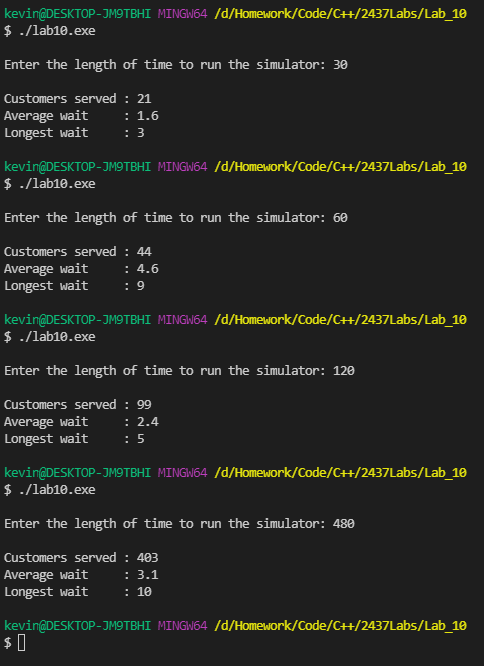 kevin@DESKTOP-JM9TBHI MINGW64 /d/Homework/Code/C++/2437Labs/Lab_10
$ ./lab10.exe
Enter the length of time to run the simulator: 30
Customers served : 21
Average wait     : 1.6
Longest wait     : 3
kevin@DESKTOP-JM9TBHI MINGW64 /d/Homework/Code/C++/2437Labs/Lab_10
$ ./lab10.exe
Enter the length of time to run the simulator: 60
Customers served : 44
Average wait     : 4.6
Longest wait     : 9
kevin@DESKTOP-JM9TBHI MINGW64 /d/Homework/Code/C++/2437Labs/Lab_10
$ ./lab10.exe
Enter the length of time to run the simulator: 120
Customers served : 99
Average wait     : 2.4
Longest wait     : 5
kevin@DESKTOP-JM9TBHI MINGW64 /d/Homework/Code/C++/2437Labs/Lab_10
$ ./lab10.exe
Enter the length of time to run the simulator: 480
Customers served : 403
Average wait     : 3.1
Longest wait     : 10
kevin@DESKTOP-JM9TBHI MINGW64 /d/Homework/Code/C++/2437Labs/Lab_10
$